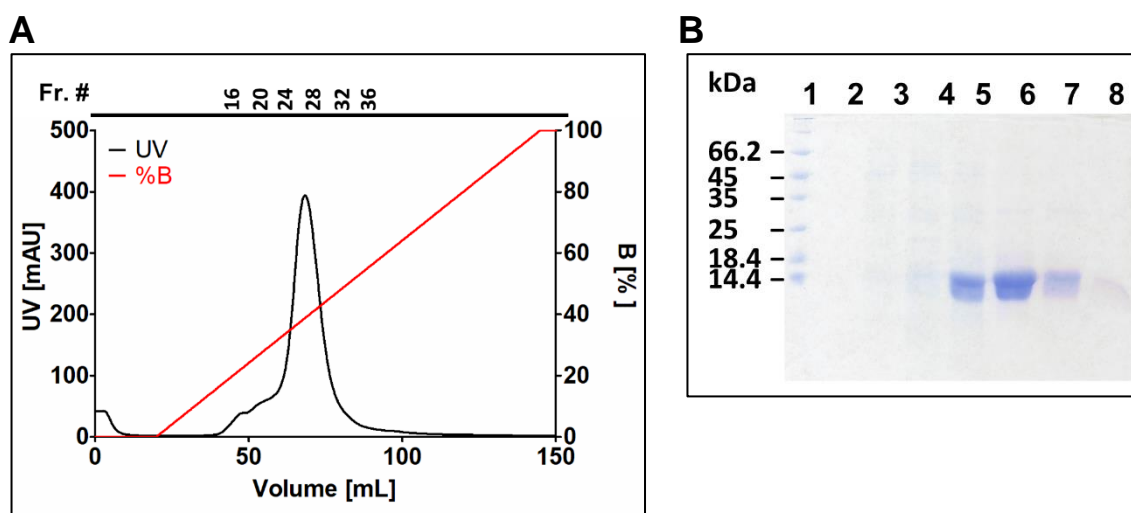 A
Fr. # 16 20 24 28 32 36
500 100
UV
%B
400 80
300 60
200 40
100 20
0 0
UV [mAU]
B [% ]
0 50 100 150
Volume [mL]
B
kDa 1 2 3 4 5 6 7 8
66.2
45
35
25
18.4
14.4